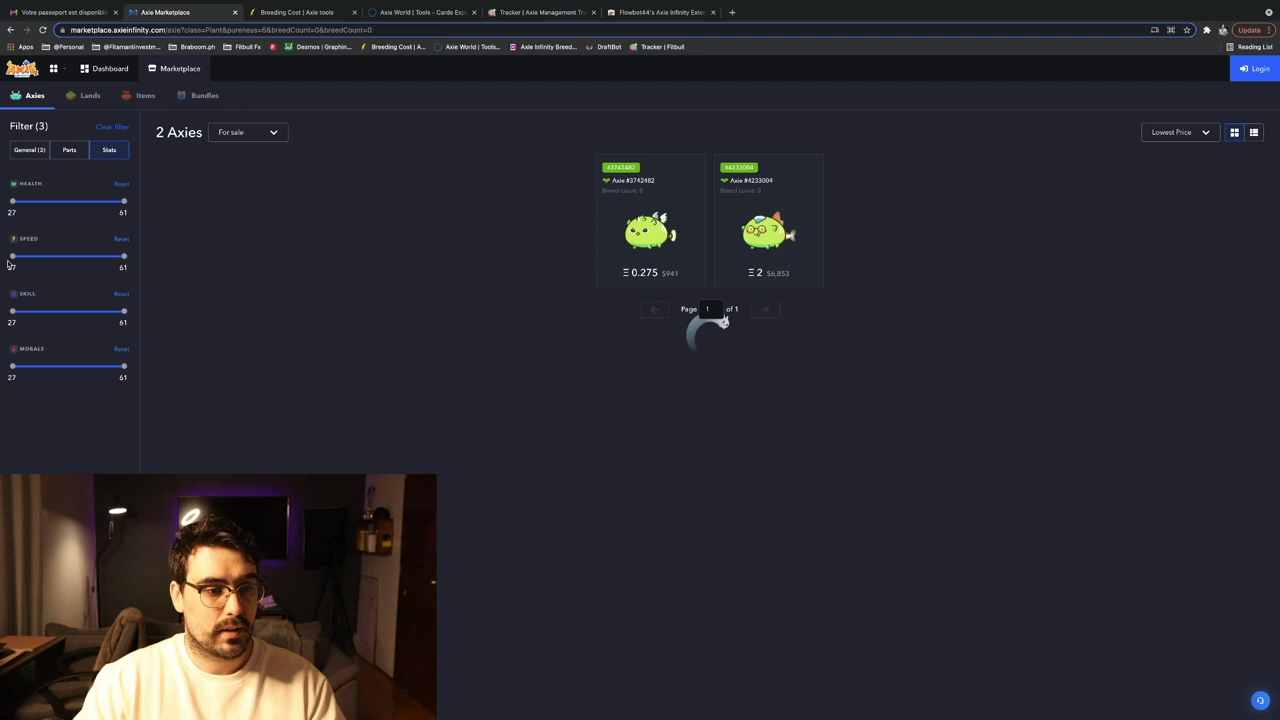 Votre passeport est disponible
Axie Marketplace
Breeding Cost | Axie tools
Axie World | Tools - Cards Exp
Tracker | Axie Management Tr
Flowbot44's Axie Infinity Exte
marketplace.axieinfinity.com/axie?class=Plant&pureness=6&breedCount=0&breedCount=0
Update
Apps
@Personal
@Fitamantinvestm...
Braboom.ph
Fitbull Fx
Desmos | Graphin...
Breeding Cost | A...
Axie World | Tools...
Axie Infinity Breed...
DraftBot
Tracker | Fitbull
Reading List
Dashboard
Marketplace
Login
Axies
Lands
Items
Bundles
Filter (3)
Clear filter
2 Axies
For sale
Lowest Price
General (3)
Parts
Stats
HEALTH
Reset
27
61
SPEED
Reset
61
SKILL
Reset
27
61
MORALE
Reset
27
61
#3742482
Axie #3742482
Breed count: 0
Ξ 0.275 $941
#4233004
Axie #4233004
Breed count: 0
Ξ 2 $6,853
Page 1 of 1